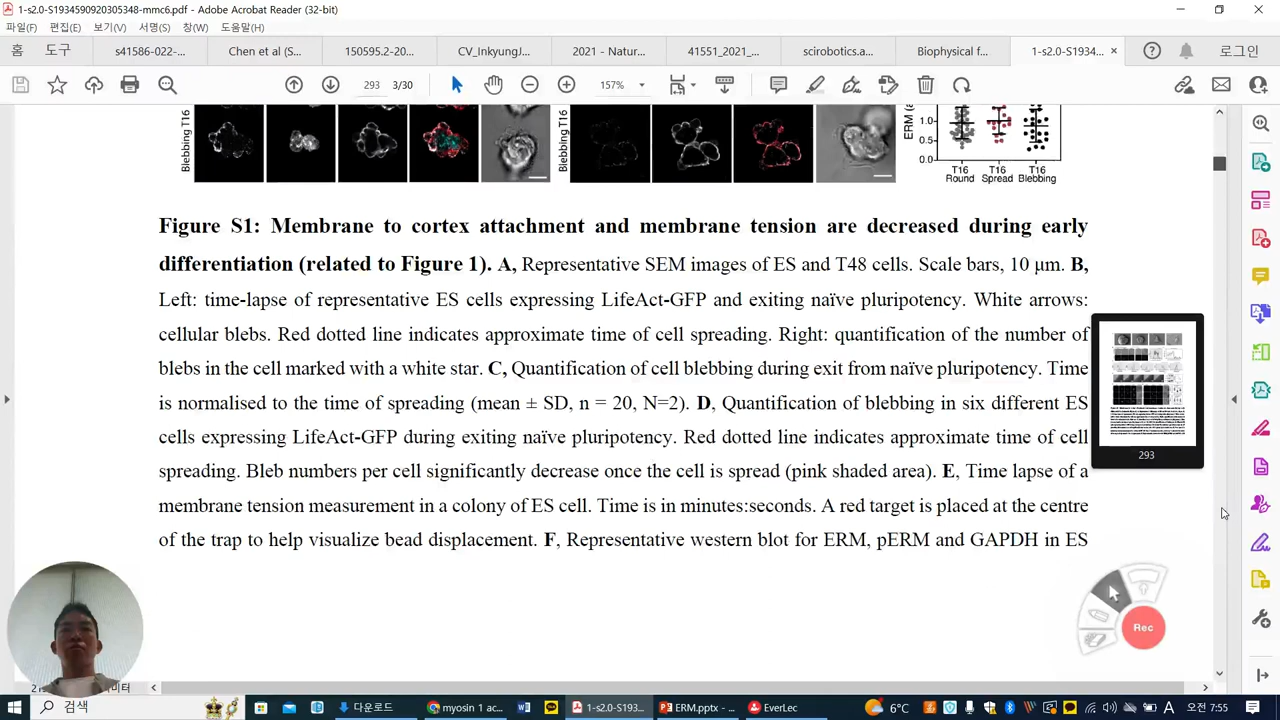 1-s2.0-S1934590920305348-mmc6.pdf - Adobe Acrobat Reader (32-bit)
파일(F) 편집(E) 보기(V) 서명(S) 창(W) 도움말(H)
홈 도구 s41586-022-... Chen et al (S... 150595.2-20... CV_InkyungJ... 2021 - Natur... 41551_2021_... scirobotics.a... Biophysical f... 1-s2.0-S1934... × 로그인
293 3/30 157%
Blebbing T16
Blebbing T16
ERM (a
1.0
0.5
0.0
T16 Round T16 Spread T16 Blebbing
Figure S1: Membrane to cortex attachment and membrane tension are decreased during early
differentiation (related to Figure 1). A, Representative SEM images of ES and T48 cells. Scale bars, 10 μm. B,
Left: time-lapse of representative ES cells expressing LifeAct-GFP and exiting naïve pluripotency. White arrows:
cellular blebs. Red dotted line indicates approximate time of cell spreading. Right: quantification of the number of
blebs in the cell marked with a white star. C, Quantification of cell blebbing during exit from naïve pluripotency. Time
is normalised to the time of spreading (mean ± SD, n = 20, N=2). D, Quantification of blebbing in six different ES
cells expressing LifeAct-GFP during exiting naïve pluripotency. Red dotted line indicates approximate time of cell
spreading. Bleb numbers per cell significantly decrease once the cell is spread (pink shaded area). E, Time lapse of a
membrane tension measurement in a colony of ES cell. Time is in minutes:seconds. A red target is placed at the centre
of the trap to help visualize bead displacement. F, Representative western blot for ERM, pERM and GAPDH in ES
293
Rec
검색 다운로드 myosin 1 ac... 1-s2.0-S193... ERM.pptx - ... EverLec 6°C A 오전 7:55